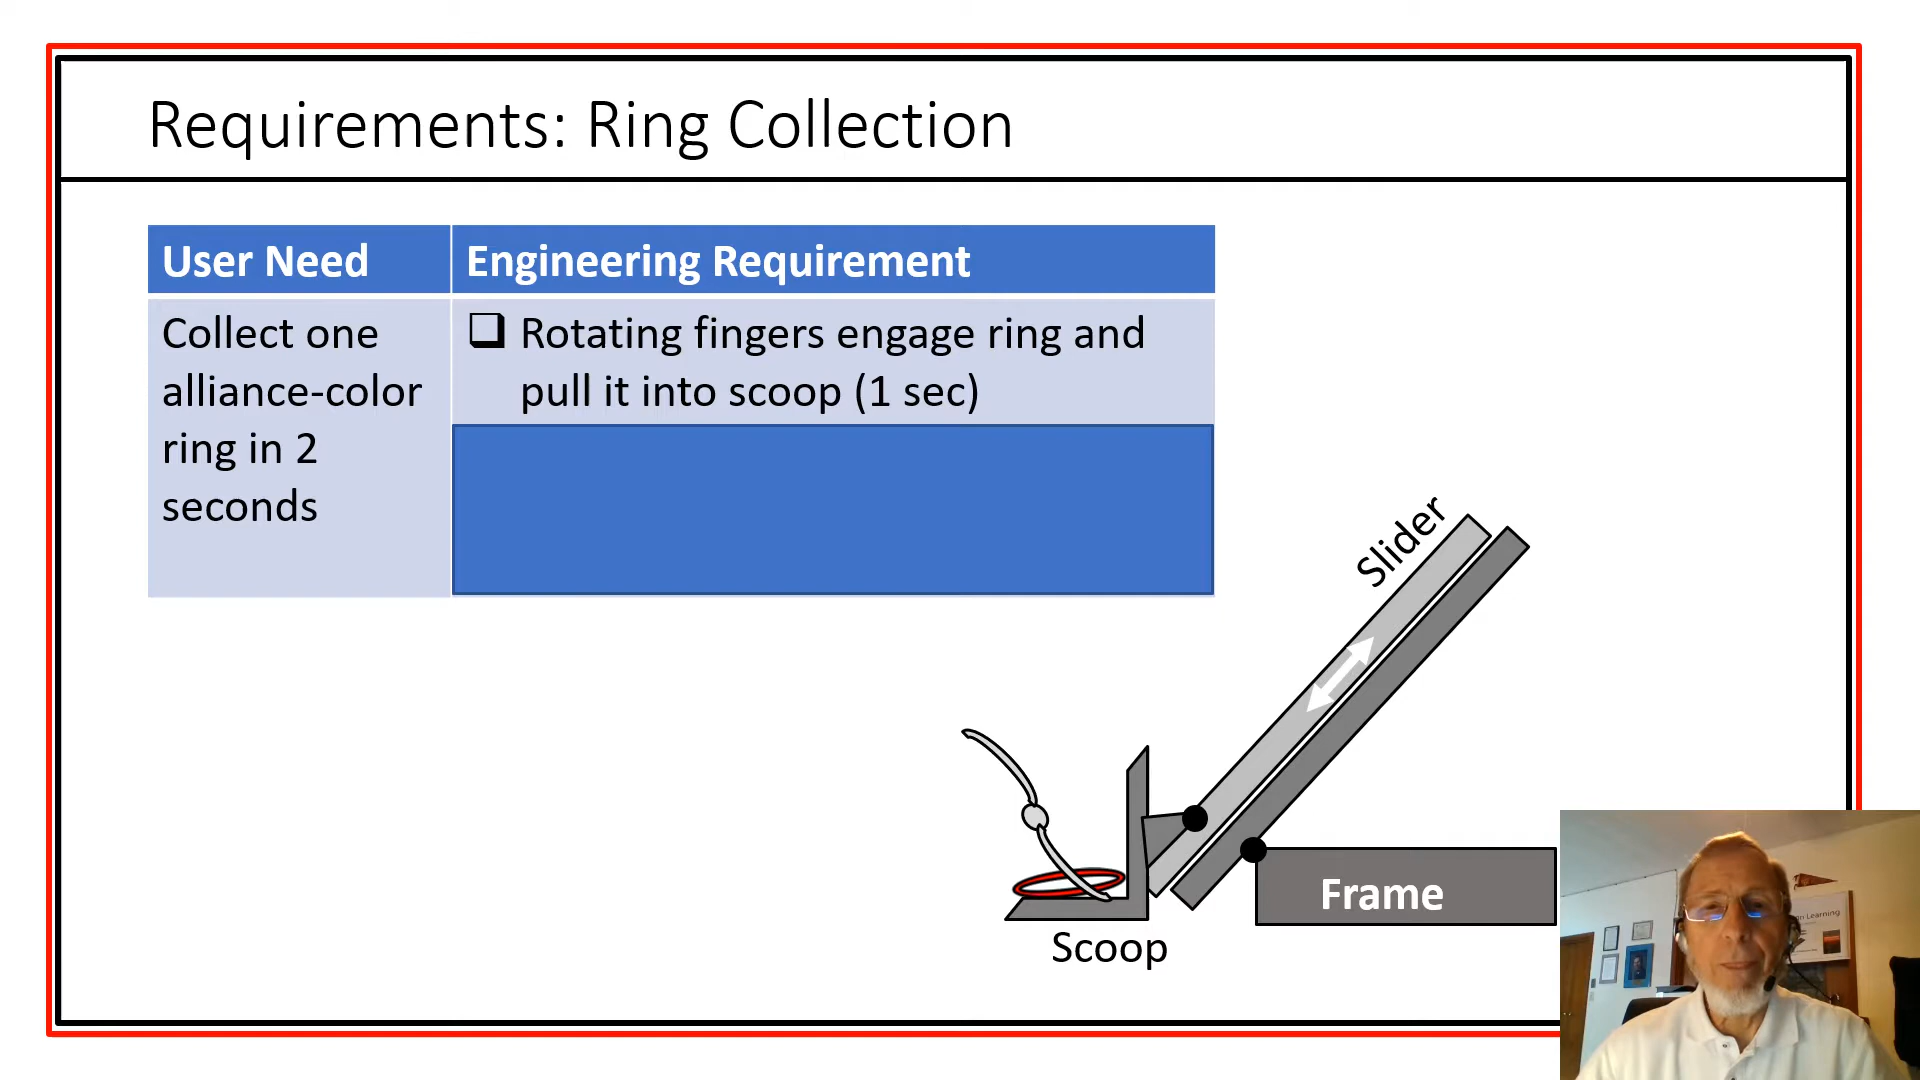 Requirements: Ring Collection
User Need
Engineering Requirement
Collect one
alliance-color
ring in 2
seconds
❑ Rotating fingers engage ring and
pull it into scoop (1 sec)
Slider
Frame
Scoop
Learning